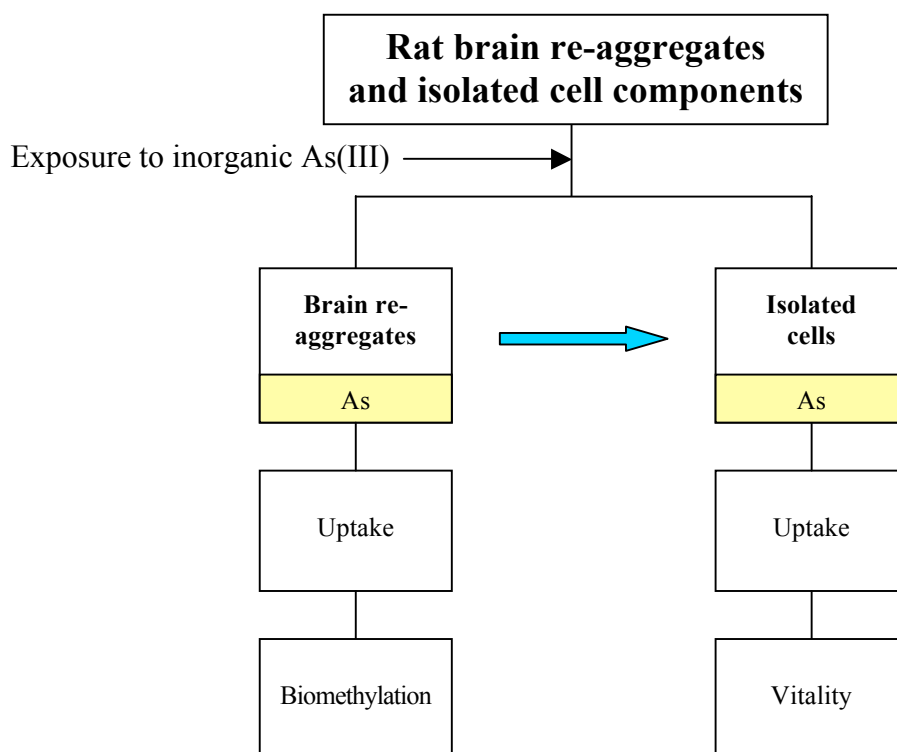 Rat brain re-aggregates
and isolated cell components
Exposure to inorganic As(III)
Brain re-
aggregates
Isolated
cells
As
As
Uptake
Uptake
Biomethylation
Vitality